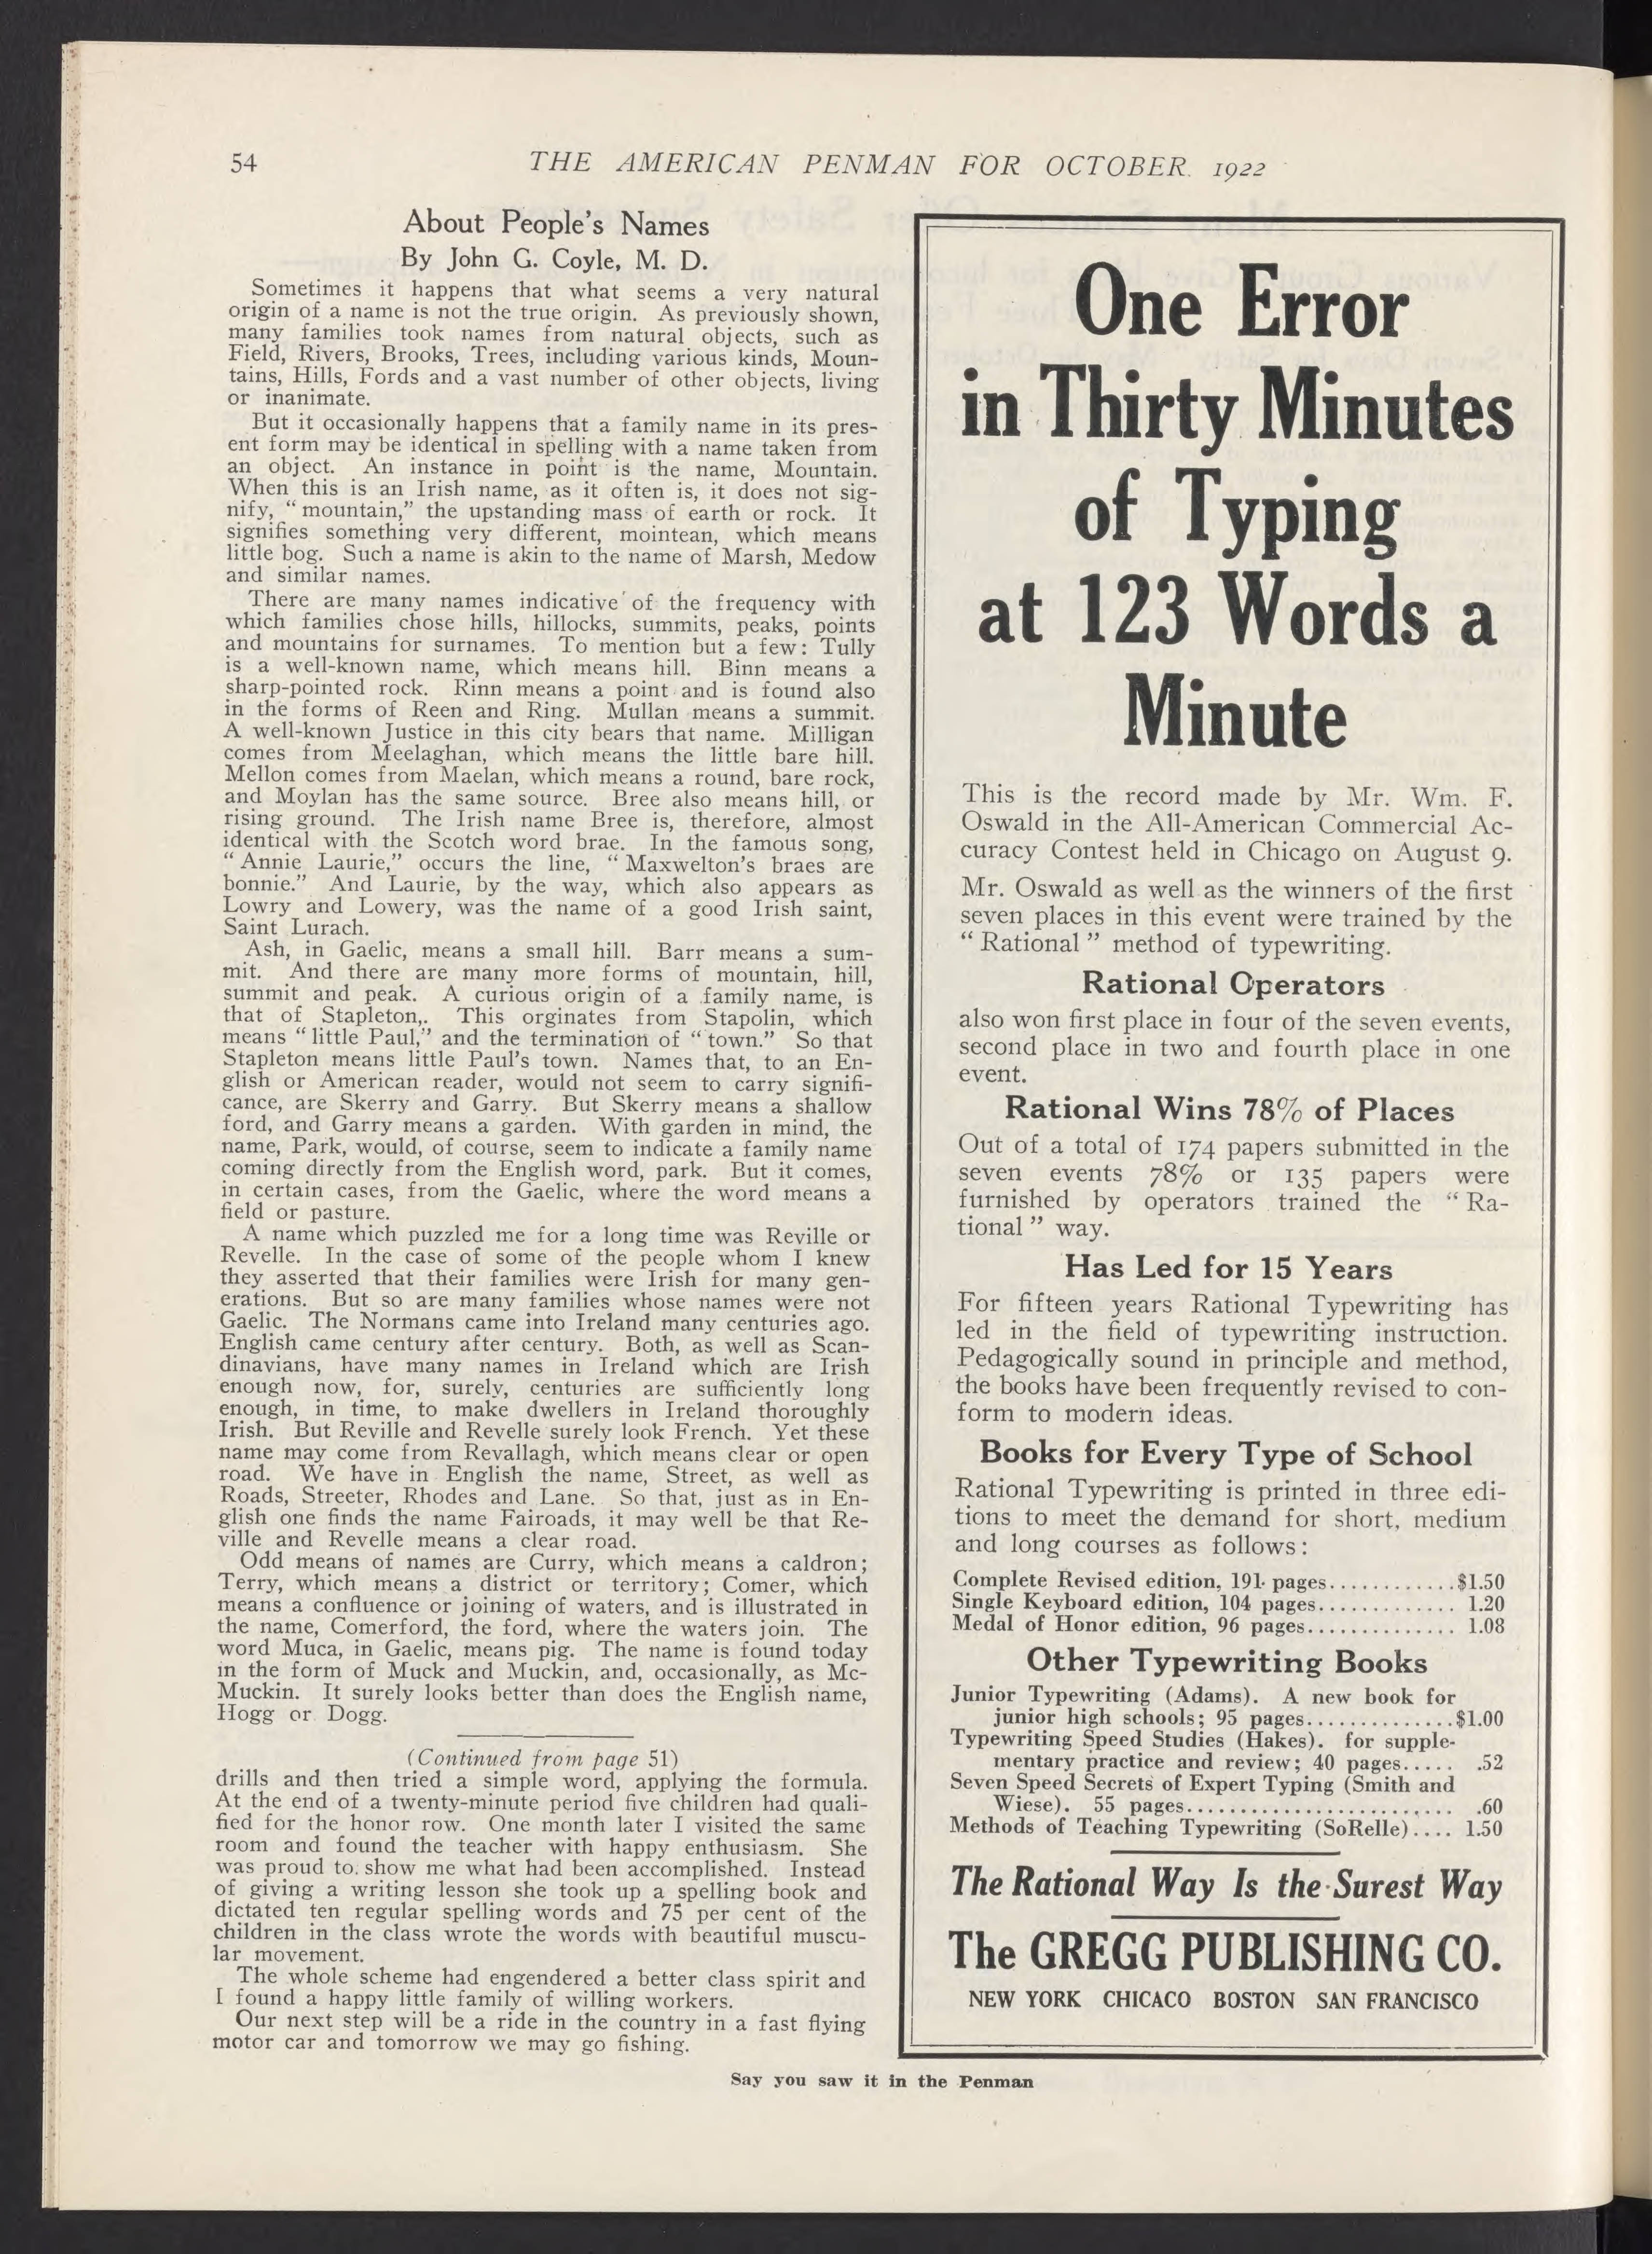 54
THE AMERICAN PENMAN FOR OCTOBER. 1922
About People's Names
By John G. Coyle, M. D.
Sometimes it happens that what seems a very natural
origin of a name is not the true origin. As previously shown,
many families took names from natural objects, such as
Field, Rivers, Brooks, Trees, including various kinds, Moun-
tains, Hills, Fords and a vast number of other objects, living
or inanimate.
But it occasionally happens that a family name in its pres-
ent form may be identical in spelling with a name taken from
an object. An instance in point is the name, Mountain.
When this is an Irish name, as it often is, it does not sig-
nify, " mountain," the upstanding mass of earth or rock. It
signifies something very different, mointean, which means
little bog. Such a name is akin to the name of Marsh, Medow
and similar names.
There are many names indicative of the frequency with
which families chose hills, hillocks, summits, peaks, points
and mountains for surnames. To mention but a few: Tully
is a well-known name, which means hill. Binn means a
sharp-pointed rock. Rinn means a point and is found also
in the forms of Reen and Ring. Mullan means a summit.
A well-known Justice in this city bears that name. Milligan
comes from Meelaghan, which means the little bare hill.
Mellon comes from Maelan, which means a round, bare rock,
and Moylan has the same source. Bree also means hill, or
rising ground. The Irish name Bree is, therefore, almost
identical with the Scotch word brae. In the famous song,
" Annie Laurie," occurs the line, " Maxwelton's braes are
bonnie." And Laurie, by the way, which also appears as
Lowry and Lowery, was the name of a good Irish saint,
Saint Lurach.
Ash, in Gaelic, means a small hill. Barr means a sum-
mit. And there are many more forms of mountain, hill,
summit and peak. A curious origin of a family name, is
that of Stapleton,. This orginates from Stapolin, which
means " little Paul," and the termination of " town." So that
Stapleton means little Paul's town. Names that, to an En-
glish or American reader, would not seem to carry signifi-
cance, are Skerry and Garry. But Skerry means a shallow
ford, and Garry means a garden. With garden in mind, the
name, Park, would, of course, seem to indicate a family name
coming directly from the English word, park. But it comes,
in certain cases, from the Gaelic, where the word means a
field or pasture.
A name which puzzled me for a long time was Reville or
Revelle. In the case of some of the people whom I knew
they asserted that their families were Irish for many gen-
erations. But so are many families whose names were not
Gaelic. The Normans came into Ireland many centuries ago.
English came century after century. Both, as well as Scan-
dinavians, have many names in Ireland which are Irish
enough now, for, surely, centuries are sufficiently long
enough, in time, to make dwellers in Ireland thoroughly
Irish. But Reville and Revelle surely look French. Yet these
name may come from Revallagh, which means clear or open
road. We have in English the name, Street, as well as
Roads, Streeter, Rhodes and Lane. So that, just as in En-
glish one finds the name Fairoads, it may well be that Re-
ville and Revelle means a clear road.
Odd means of names are Curry, which means a caldron;
Terry, which means a district or territory; Comer, which
means a confluence or joining of waters, and is illustrated in
the name, Comerford, the ford, where the waters join. The
word Muca, in Gaelic, means pig. The name is found today
in the form of Muck and Muckin, and, occasionally, as Mc-
Muckin. It surely looks better than does the English name,
Hogg or Dogg.
(Continued from page 51)
drills and then tried a simple word, applying the formula.
At the end of a twenty-minute period five children had quali-
fied for the honor row. One month later I visited the same
room and found the teacher with happy enthusiasm. She
was proud to show me what had been accomplished. Instead
of giving a writing lesson she took up a spelling book and
dictated ten regular spelling words and 75 per cent of the
children in the class wrote the words with beautiful muscu-
lar movement.
The whole scheme had engendered a better class spirit and
I found a happy little family of willing workers.
Our next step will be a ride in the country in a fast flying
motor car and tomorrow we may go fishing.
One Error
in Thirty Minutes
of Typing
at 123 Words a
Minute
This is the record made by Mr. Wm. F.
Oswald in the All-American Commercial Ac-
curacy Contest held in Chicago on August 9.
Mr. Oswald as well as the winners of the first
seven places in this event were trained by the
" Rational " method of typewriting.
Rational Operators
also won first place in four of the seven events,
second place in two and fourth place in one
event.
Rational Wins 78% of Places
Out of a total of 174 papers submitted in the
seven events 78% or 135 papers were
furnished by operators trained the " Ra-
tional " way.
Has Led for 15 Years
For fifteen years Rational Typewriting has
led in the field of typewriting instruction.
Pedagogically sound in principle and method,
the books have been frequently revised to con-
form to modern ideas.
Books for Every Type of School
Rational Typewriting is printed in three edi-
tions to meet the demand for short, medium
and long courses as follows:
Complete Revised edition, 191 pages............$1.50
Single Keyboard edition, 104 pages............. 1.20
Medal of Honor edition, 96 pages.............. 1.08
Other Typewriting Books
Junior Typewriting (Adams). A new book for
junior high schools; 95 pages..............$1.00
Typewriting Speed Studies (Hakes). for supple-
mentary practice and review; 40 pages..... .52
Seven Speed Secrets of Expert Typing (Smith and
Wiese). 55 pages......................... .60
Methods of Teaching Typewriting (SoRelle).... 1.50
The Rational Way Is the Surest Way
The GREGG PUBLISHING CO.
NEW YORK CHICACO BOSTON SAN FRANCISCO
Say you saw it in the Penman